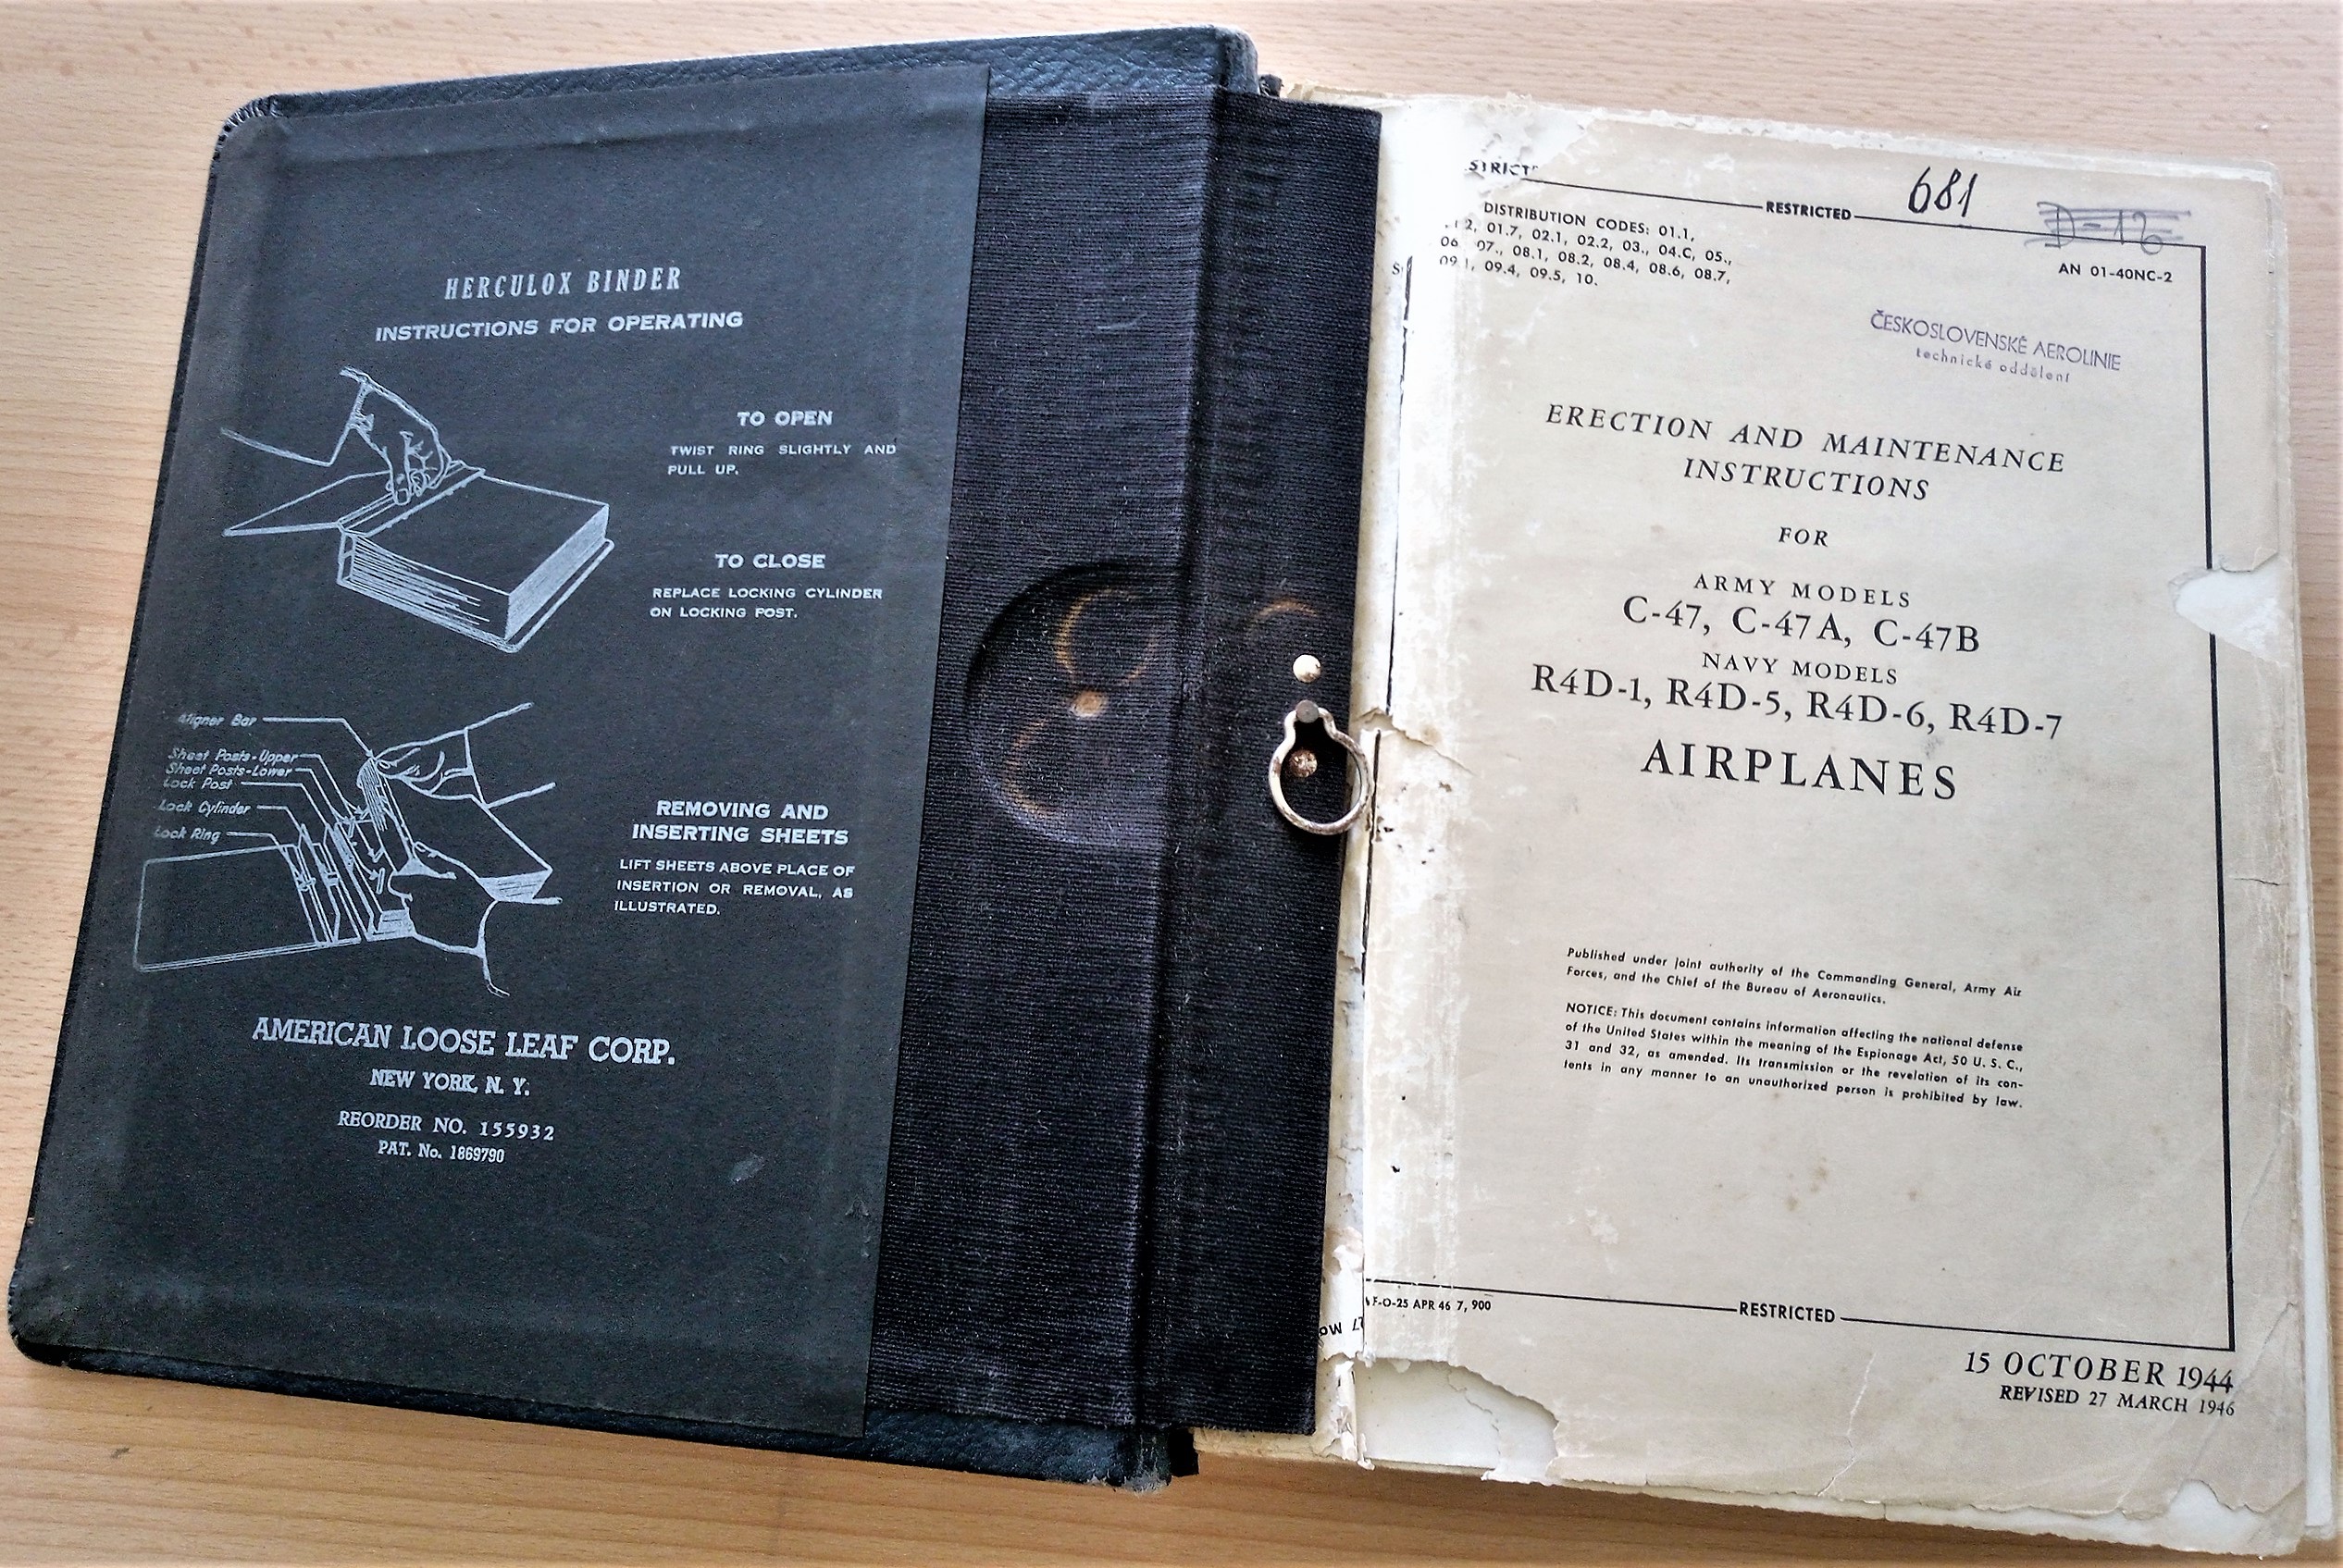 HERCULOX BINDER
INSTRUCTIONS FOR OPERATING
TO OPEN
TWIST RING SLIGHTLY AND
PULL UP.
TO CLOSE
REPLACE LOCKING CYLINDER
ON LOCKING POST.
Aligner Bar
Sheet Posts-Upper
Sheet Posts-Lower
Lock Post
Lock Cylinder
Lock Ring
REMOVING AND
INSERTING SHEETS
LIFT SHEETS ABOVE PLACE OF
INSERTION OR REMOVAL, AS
ILLUSTRATED.
AMERICAN LOOSE LEAF CORP.
NEW YORK, N. Y.
REORDER NO. 155932
PAT. No. 1869790
STRICT
RESTRICTED
681
D-12
DISTRIBUTION CODES: 01.1,
2, 01.7, 02.1, 02.2, 03., 04.C, 05.,
06 07., 08.1, 08.2, 08.4, 08.6, 08.7,
09.1, 09.4, 09.5, 10.
AN 01-40NC-2
ČESKOSLOVENSKÉ AEROLINIE
technické oddělení
ERECTION AND MAINTENANCE
INSTRUCTIONS
FOR
ARMY MODELS
C-47, C-47A, C-47B
NAVY MODELS
R4D-1, R4D-5, R4D-6, R4D-7
AIRPLANES
Published under joint authority of the Commanding General, Army Air
Forces, and the Chief of the Bureau of Aeronautics.
NOTICE: This document contains information affecting the national defense
of the United States within the meaning of the Espionage Act, 50 U. S. C.,
31 and 32, as amended. Its transmission or the revelation of its con-
tents in any manner to an unauthorized person is prohibited by law.
F-O-25 APR 46 7, 900
RESTRICTED
15 OCTOBER 1944
REVISED 27 MARCH 1946